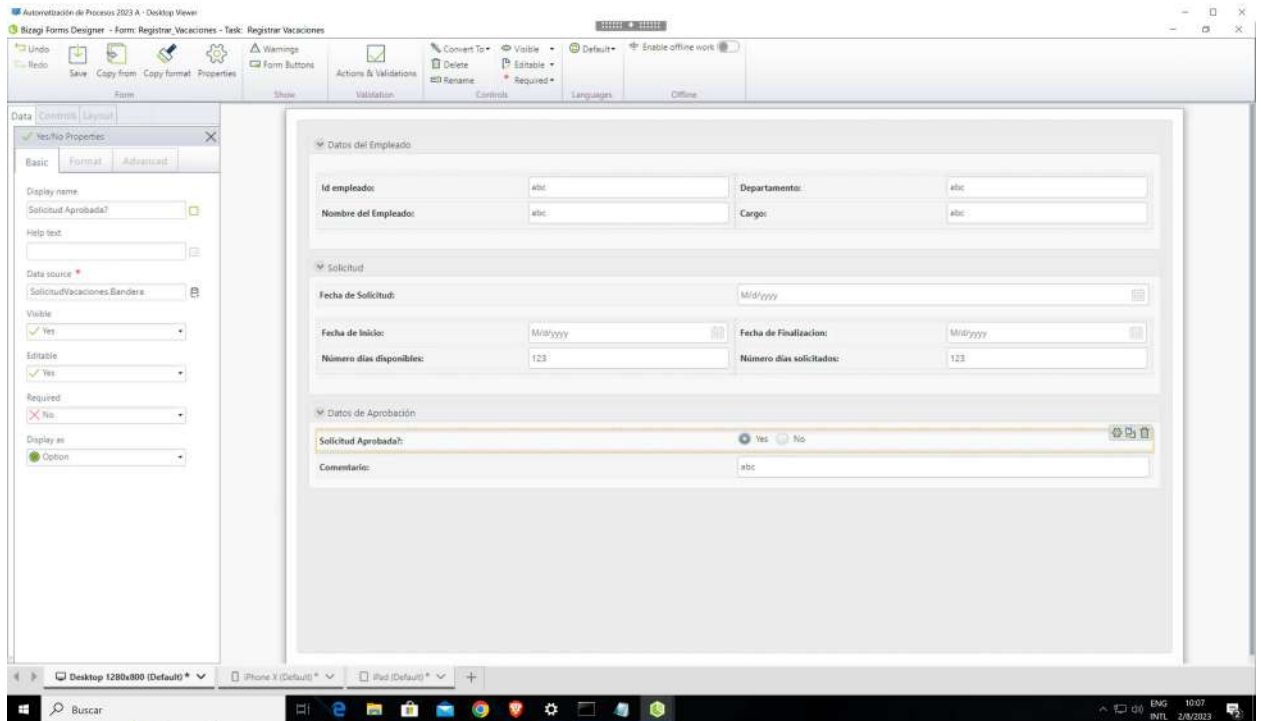 Automatización de Procesos 2023 A - Desktop Viewer
Bizagi Forms Designer - Form: Registrar_Vacaciones - Task: Registrar Vacaciones
Undo
Redo
Save
Copy from
Copy format
Properties
Form
Warnings
Form Buttons
Show
Actions & Validations
Validation
Convert To
Delete
Rename
Visible
Editable
* Required
Controls
Default
Languages
Enable offline work
Offline
Data
Controls
Layout
Yes/No Properties
Basic
Format
Advanced
Display name
Solicitud Aprobada?
Help text
Data source *
SolicitudVacaciones.Bandera
Visible
Yes
Editable
Yes
Required
No
Display as
Option
Datos del Empleado
Id empleado: abc Departamento: abc
Nombre del Empleado: abc Cargo: abc
Solicitud
Fecha de Solicitud: M/d/yyyy
Fecha de Inicio: M/d/yyyy Fecha de Finalizacion: M/d/yyyy
Número días disponibles: 123 Número días solicitados: 123
Datos de Aprobación
Solicitud Aprobada?: Yes No
Comentario: abc
Desktop 1280x800 (Default) *
iPhone X (Default) *
iPad (Default) *
Buscar
ENG
INTL
10:07
2/8/2023